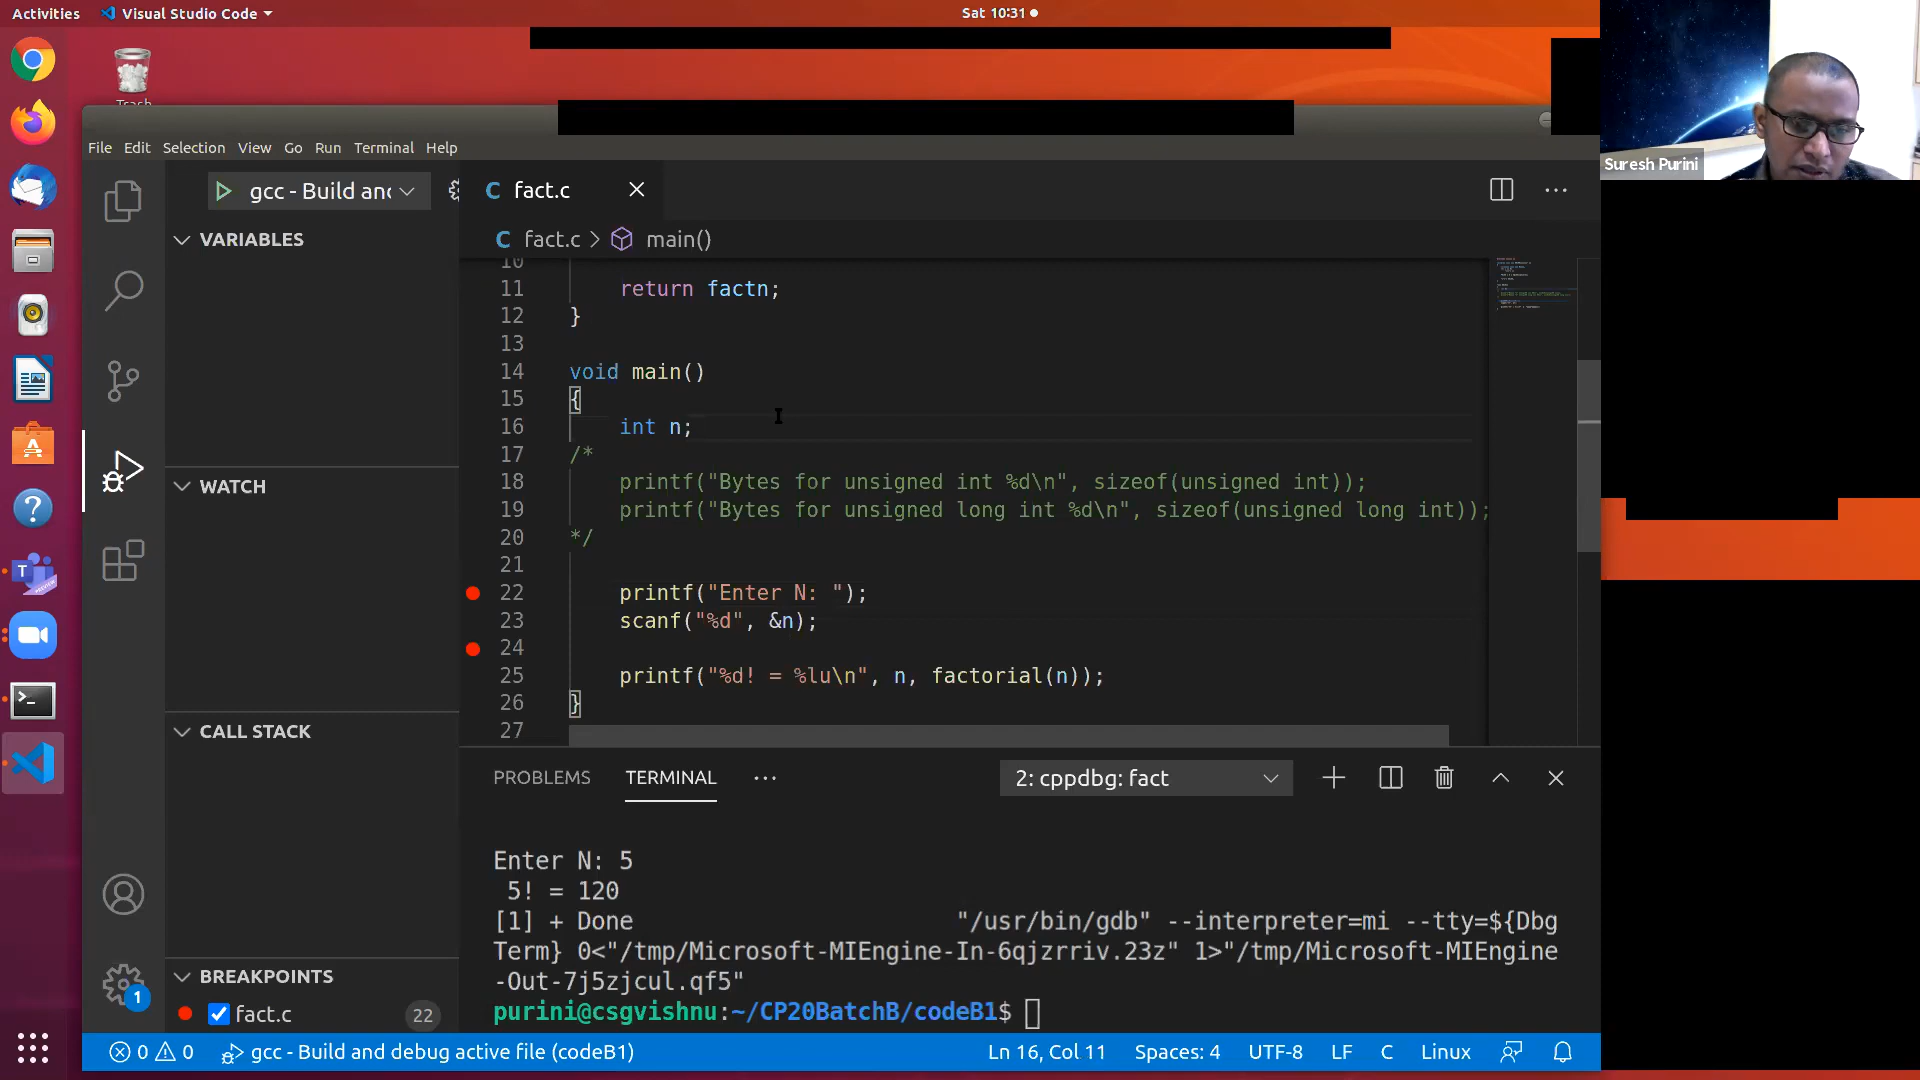 Activities
Visual Studio Code
Sat 10:31
Trash
Suresh Purini
File Edit Selection View Go Run Terminal Help
gcc - Build and
fact.c
fact.c > main()
VARIABLES
WATCH
CALL STACK
BREAKPOINTS
fact.c 22
10
11 return factn;
12 }
13
14 void main()
15 {
16 int n;
17 /*
18 printf("Bytes for unsigned int %d\n", sizeof(unsigned int));
19 printf("Bytes for unsigned long int %d\n", sizeof(unsigned long int));
20 */
21
22 printf("Enter N: ");
23 scanf("%d", &n);
24
25 printf("%d! = %lu\n", n, factorial(n));
26 }
27
PROBLEMS TERMINAL ···
2: cppdbg: fact
Enter N: 5
5! = 120
[1] + Done "/usr/bin/gdb" --interpreter=mi --tty=${Dbg
Term} 0<"/tmp/Microsoft-MIEngine-In-6qjzrriv.23z" 1>"/tmp/Microsoft-MIEngine
-Out-7j5zjcul.qf5"
purini@csgvishnu:~/CP20BatchB/codeB1$
1
0 0 gcc - Build and debug active file (codeB1)
Ln 16, Col 11 Spaces: 4 UTF-8 LF C Linux